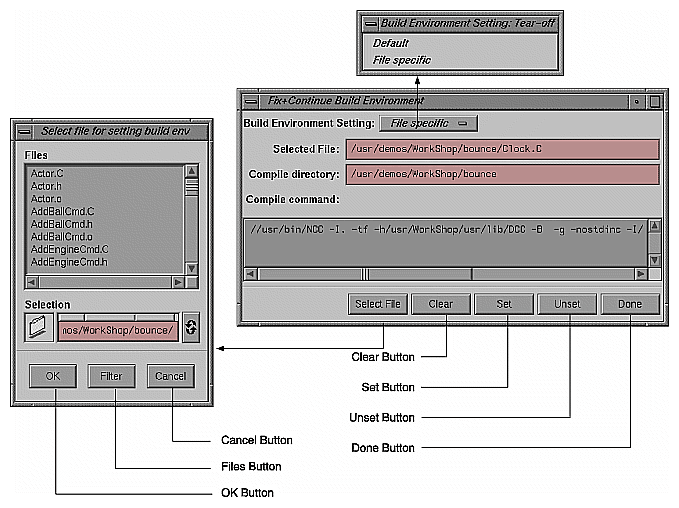 Build Environment Setting: Tear-off
Default
File specific
Fix+Continue Build Environment
Build Environment Setting: File specific
Selected File: /usr/demos/WorkShop/bounce/Clock.C
Compile directory: /usr/demos/WorkShop/bounce
Compile command:
//usr/bin/NCC -I. -tf -h/usr/WorkShop/usr/lib/DCC -B -g -nostdinc -I/
Select File Clear Set Unset Done
Select file for setting build env
Files
Actor.C
Actor.h
Actor.o
AddBallCmd.C
AddBallCmd.h
AddBallCmd.o
AddEngineCmd.C
AddEngineCmd.h
Selection
nos/WorkShop/bounce/
OK Filter Cancel
Clear Button
Set Button
Unset Button
Done Button
Cancel Button
Files Button
OK Button